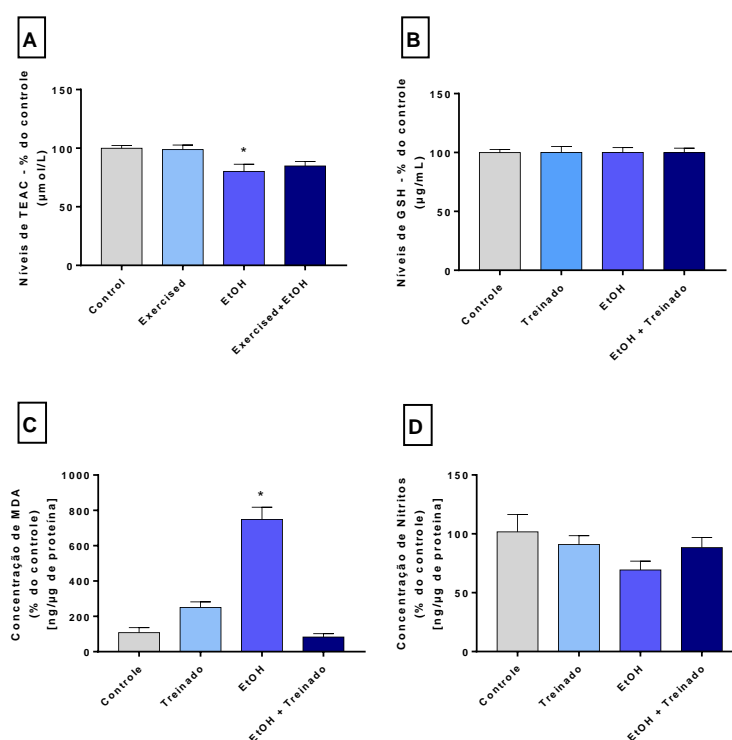 A
Níveis de TEAC - % do controle
(µmol/L)
150
100
50
0
*
Control
Exercised
EtOH
Exercised+EtOH
B
Níveis de GSH - % do controle
(µg/mL)
150
100
50
0
Controle
Treinado
EtOH
EtOH + Treinado
C
Concentração de MDA
(% do controle)
[ng/µg de proteína]
1000
800
600
400
200
0
*
Controle
Treinado
EtOH
EtOH + Treinado
D
Concentração de Nitritos
(% do controle)
[ng/µg de proteína]
150
100
50
0
Controle
Treinado
EtOH
EtOH + Treinado